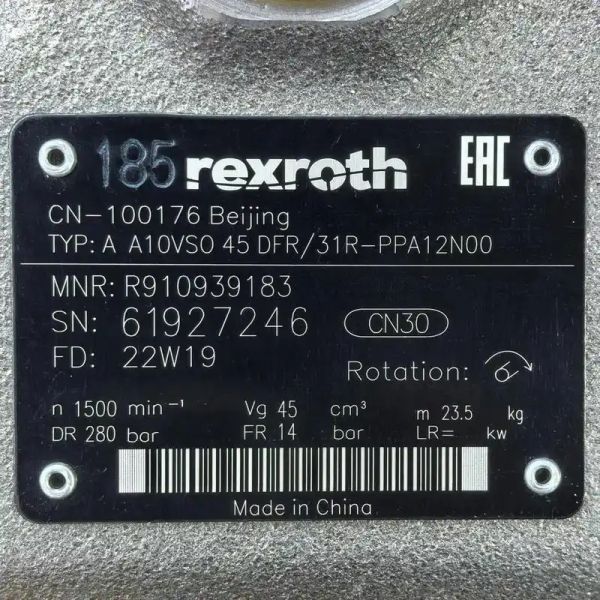 185 rexroth EAC
CN-100176 Beijing
TYP: A A10VSO 45 DFR/31R-PPA12N00
MNR: R910939183
SN: 61927246 CN30
FD: 22W19
Rotation:
n 1500 min⁻¹ Vg 45 cm³ m 23.5 kg
DR 280 bar FR 14 bar LR= kw
Made in China